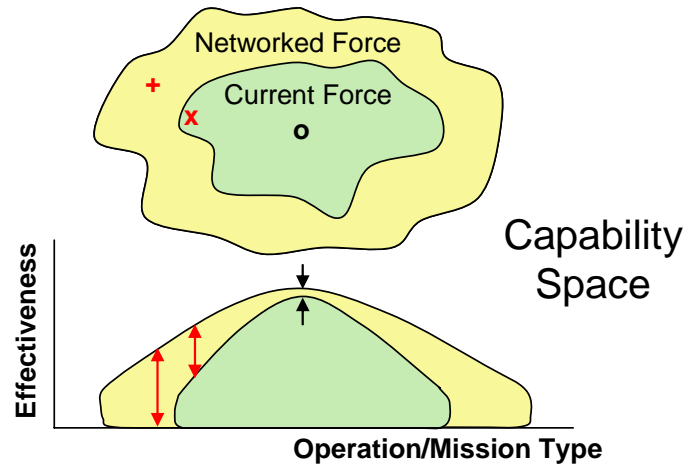 Networked Force
+
Current Force
x
o
Capability
Space
Effectiveness
Operation/Mission Type